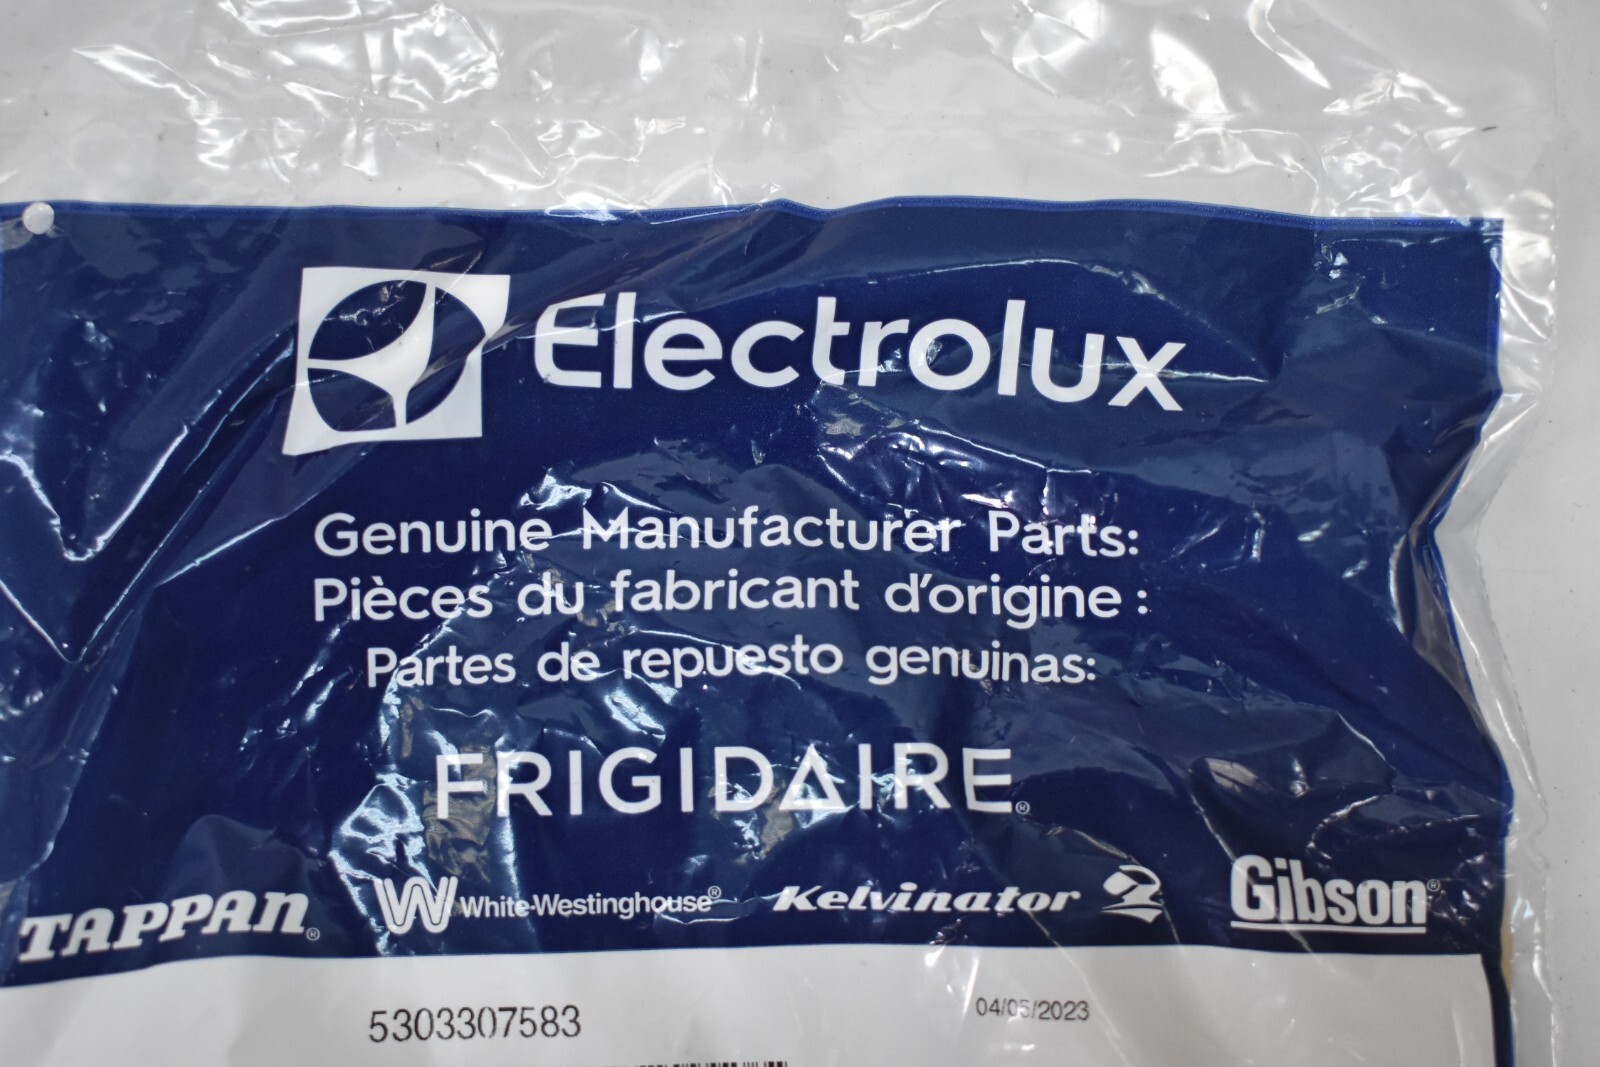 Electrolux
Genuine Manufacturer Parts:
Pièces du fabricant d'origine :
Partes de repuesto genuinas:
FRIGIDAIRE®
TAPPAN® White-Westinghouse® Kelvinator Gibson®
5303307583 04/05/2023